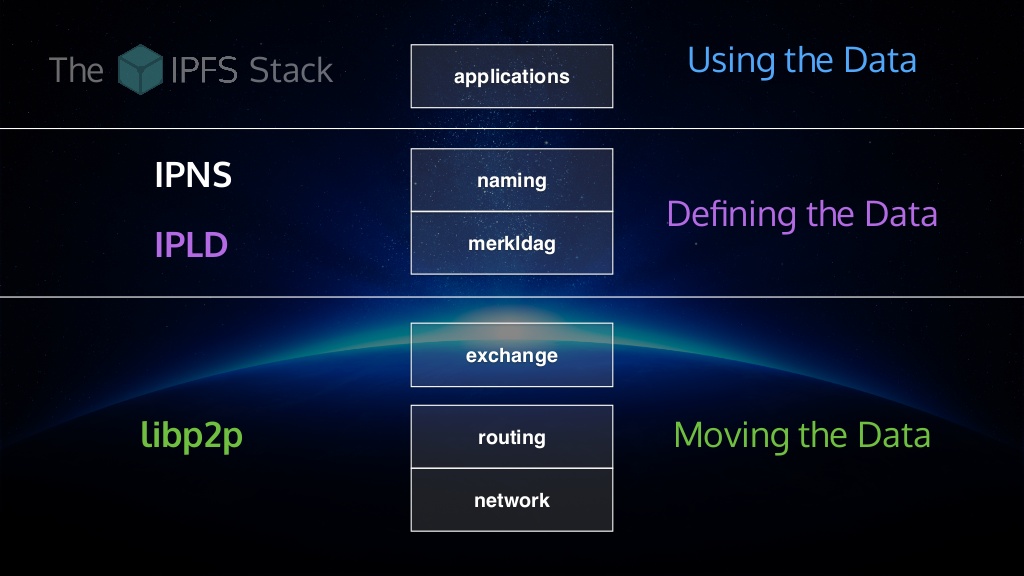 The IPFS Stack
applications
Using the Data
IPNS
naming
Defining the Data
IPLD
merkldag
exchange
libp2p
routing
Moving the Data
network